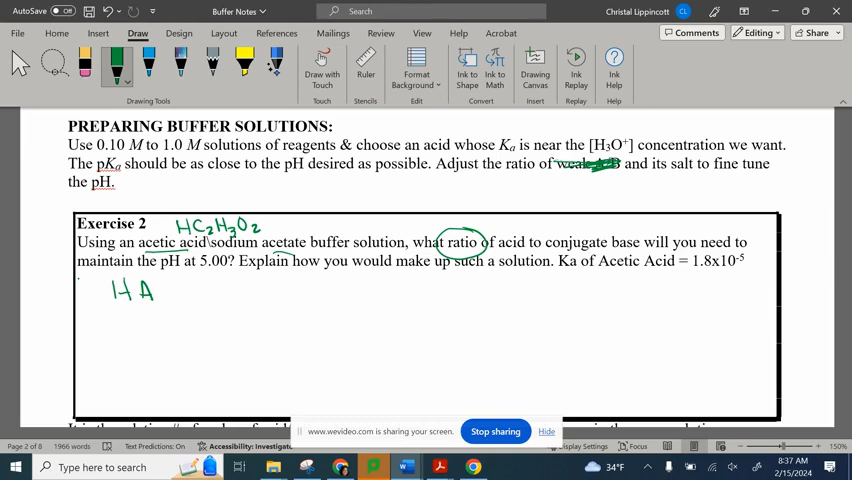 AutoSave Off
Buffer Notes
Search
Christal Lippincott CL
File Home Insert Draw Design Layout References Mailings Review View Help Acrobat
Comments Editing Share
Draw with Touch
Ruler
Format Background
Ink to Shape
Ink to Math
Drawing Canvas
Ink Replay
Ink Help
Drawing Tools Touch Stencils Edit Convert Insert Replay Help
PREPARING BUFFER SOLUTIONS:
Use 0.10 M to 1.0 M solutions of reagents & choose an acid whose Ka is near the [H3O+] concentration we want.
The pKa should be as close to the pH desired as possible. Adjust the ratio of and its salt to fine tune
the pH.
Exercise 2 HC2H3O2
Using an acetic acid\sodium acetate buffer solution, what ratio of acid to conjugate base will you need to
maintain the pH at 5.00? Explain how you would make up such a solution. Ka of Acetic Acid = 1.8x10-5
HA
www.wevideo.com is sharing your screen. Stop sharing Hide
Page 2 of 8 1966 words Text Predictions: On Accessibility: Investigate Display Settings Focus 150%
Type here to search
34°F
8:37 AM
2/15/2024